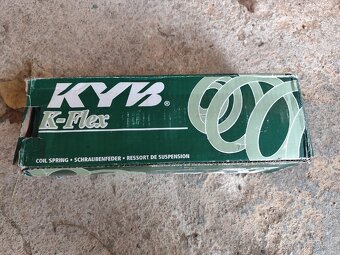 KYB®
K-Flex
COIL SPRING • SCHRAUBENFEDER • RESSORT DE SUSPENSION